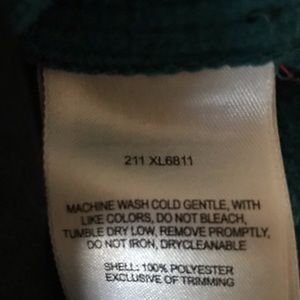 211 XL6811
MACHINE WASH COLD GENTLE, WITH
LIKE COLORS, DO NOT BLEACH,
TUMBLE DRY LOW, REMOVE PROMPTLY,
DO NOT IRON, DRYCLEANABLE
SHELL: 100% POLYESTER
EXCLUSIVE OF TRIMMING